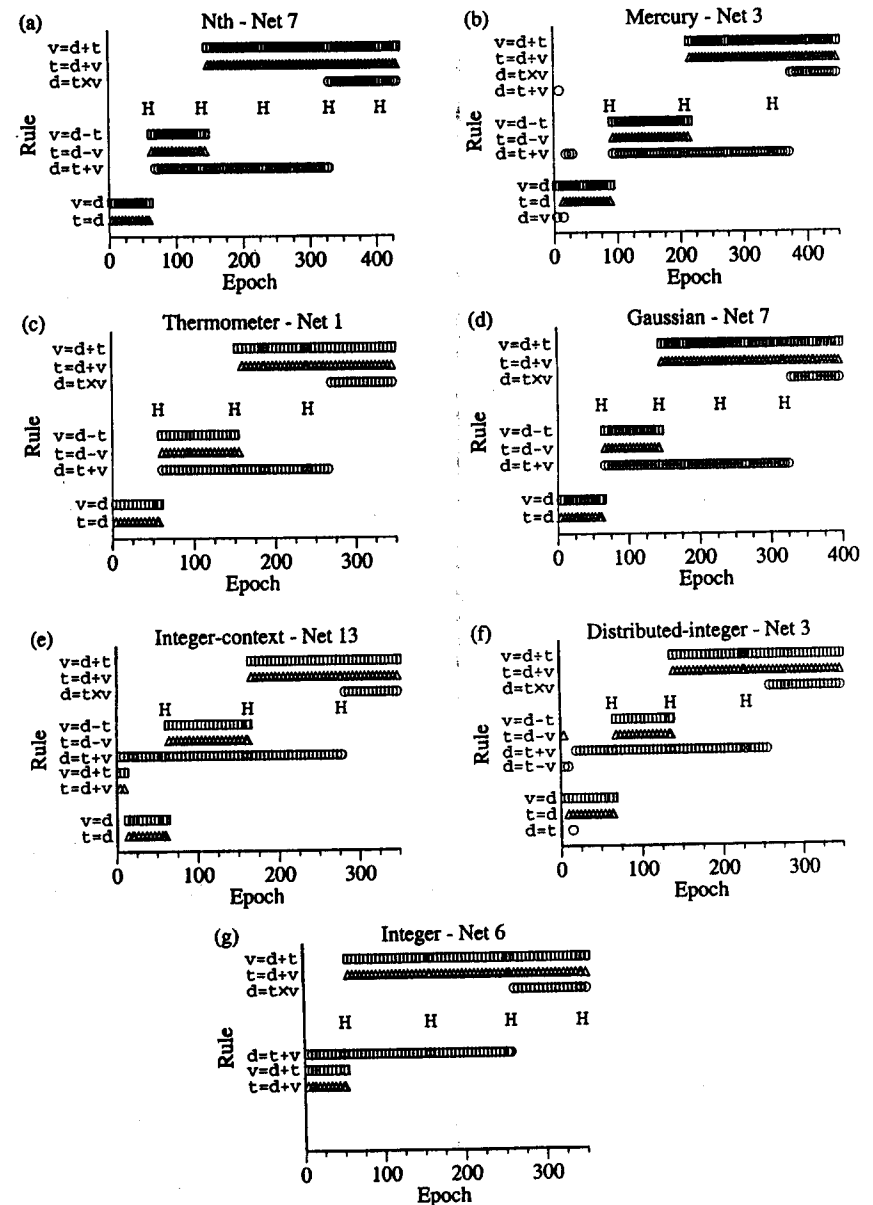 (a) Nth - Net 7
v=d÷t
t=d÷v
d=t×v
H H H H H
v=d-t
t=d-v
d=t+v
v=d
t=d
Rule
0 100 200 300 400
Epoch
(b) Mercury - Net 3
v=d÷t
t=d÷v
d=t×v
d=t÷v
H H H
v=d-t
t=d-v
d=t+v
v=d
t=d
d=v
Rule
0 100 200 300 400
Epoch
(c) Thermometer - Net 1
v=d÷t
t=d÷v
d=t×v
H H H
v=d-t
t=d-v
d=t+v
v=d
t=d
Rule
0 100 200 300
Epoch
(d) Gaussian - Net 7
v=d÷t
t=d÷v
d=t×v
H H H H
v=d-t
t=d-v
d=t+v
v=d
t=d
Rule
0 100 200 300 400
Epoch
(e) Integer-context - Net 13
v=d÷t
t=d÷v
d=t×v
H H H
v=d-t
t=d-v
d=t+v
v=d+t
t=d+v
v=d
t=d
Rule
0 100 200 300
Epoch
(f) Distributed-integer - Net 3
v=d÷t
t=d÷v
d=t×v
H H H
v=d-t
t=d-v
d=t+v
d=t-v
v=d
t=d
d=t
Rule
0 100 200 300
Epoch
(g) Integer - Net 6
v=d÷t
t=d÷v
d=t×v
H H H H
d=t+v
v=d+t
t=d+v
Rule
0 100 200 300
Epoch